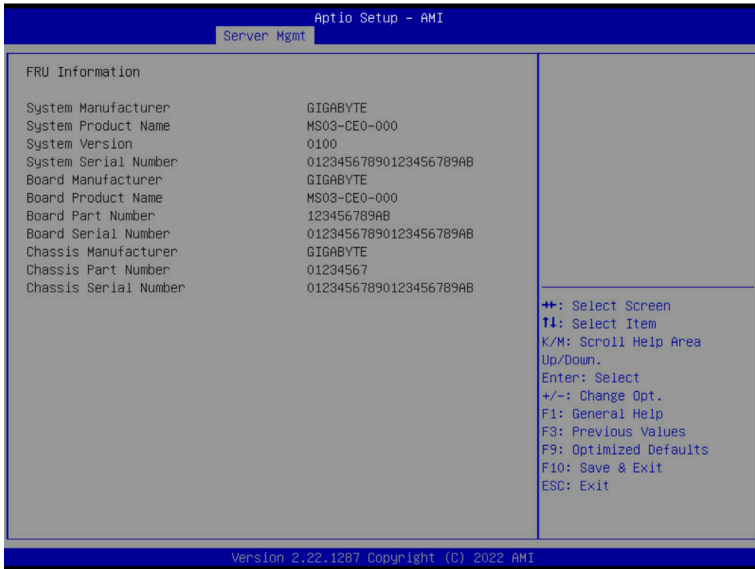 Aptio Setup – AMI
Server Mgmt
FRU Information
System Manufacturer GIGABYTE
System Product Name MS03-CE0-000
System Version 0100
System Serial Number 01234567890123456789AB
Board Manufacturer GIGABYTE
Board Product Name MS03-CE0-000
Board Part Number 123456789AB
Board Serial Number 01234567890123456789AB
Chassis Manufacturer GIGABYTE
Chassis Part Number 01234567
Chassis Serial Number 01234567890123456789AB
→←: Select Screen
↑↓: Select Item
K/M: Scroll Help Area
Up/Down.
Enter: Select
+/-: Change Opt.
F1: General Help
F3: Previous Values
F9: Optimized Defaults
F10: Save & Exit
ESC: Exit
Version 2.22.1287 Copyright (C) 2022 AMI